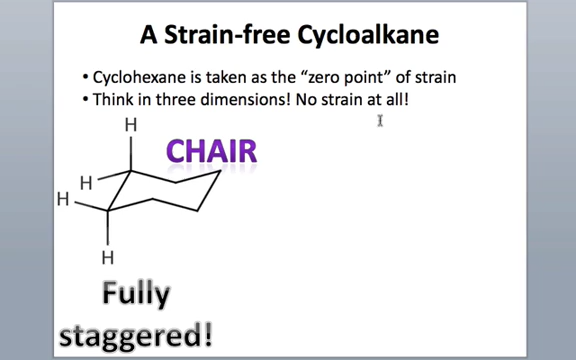 A Strain-free Cycloalkane
• Cyclohexane is taken as the “zero point” of strain
• Think in three dimensions! No strain at all!
H
CHAIR
H
H
H
Fully
staggered!